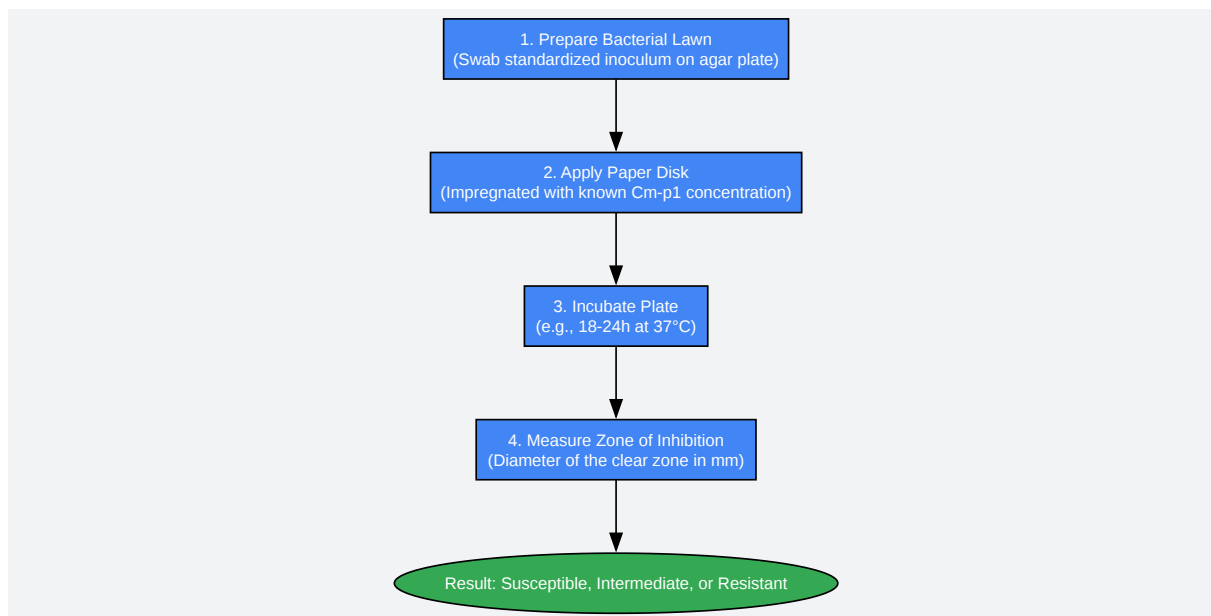 1. Prepare Bacterial Lawn
(Swab standardized inoculum on agar plate)
2. Apply Paper Disk
(Impregnated with known Cm-p1 concentration)
3. Incubate Plate
(e.g., 18-24h at 37°C)
4. Measure Zone of Inhibition
(Diameter of the clear zone in mm)
Result: Susceptible, Intermediate, or Resistant